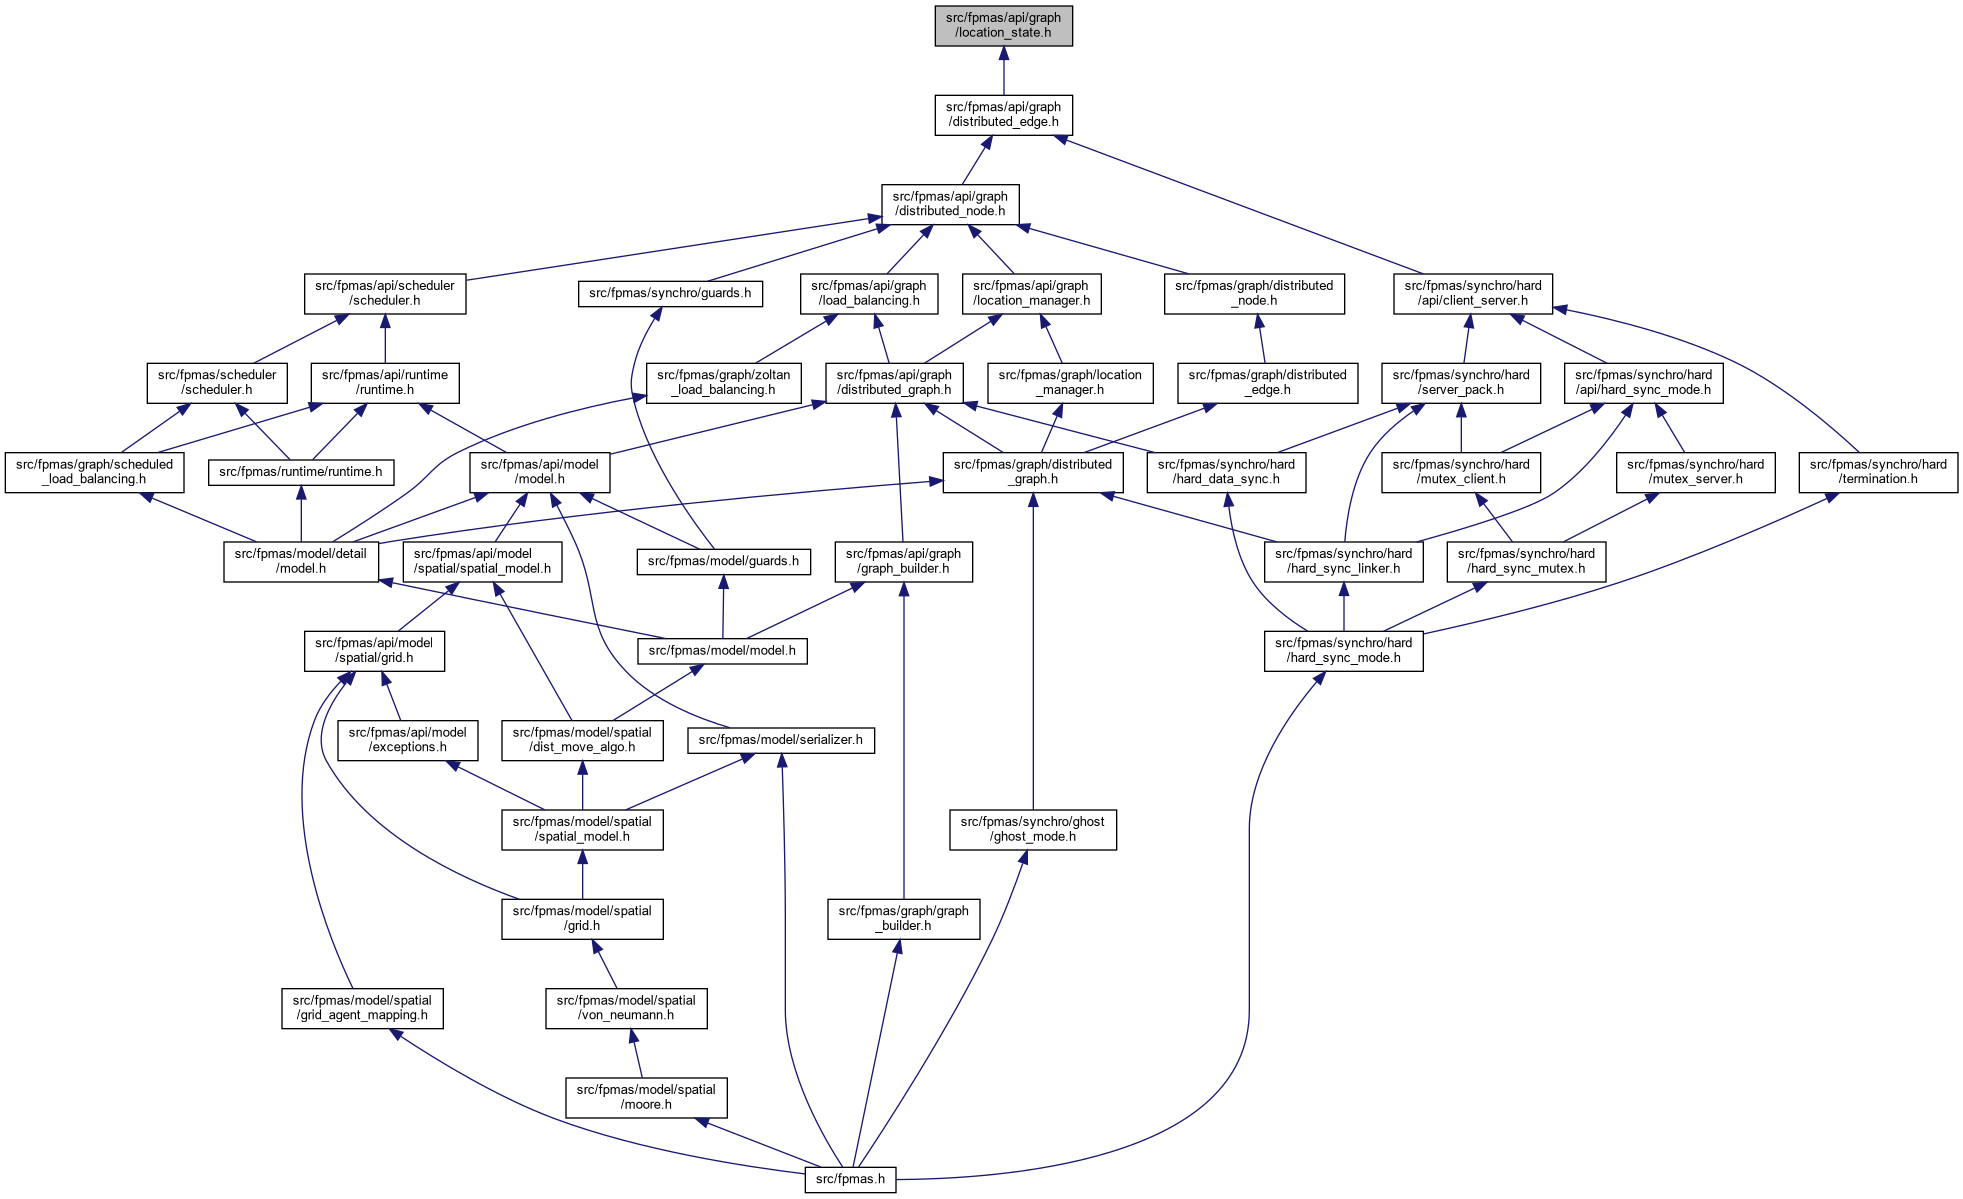 src/fpmas/api/graph
/location_state.h
src/fpmas/api/graph
/distributed_edge.h
src/fpmas/api/graph
/distributed_node.h
src/fpmas/api/scheduler
/scheduler.h
src/fpmas/synchro/guards.h
src/fpmas/api/graph
/load_balancing.h
src/fpmas/api/graph
/location_manager.h
src/fpmas/graph/distributed
_node.h
src/fpmas/synchro/hard
/api/client_server.h
src/fpmas/scheduler
/scheduler.h
src/fpmas/api/runtime
/runtime.h
src/fpmas/graph/zoltan
_load_balancing.h
src/fpmas/api/graph
/distributed_graph.h
src/fpmas/graph/location
_manager.h
src/fpmas/graph/distributed
_edge.h
src/fpmas/synchro/hard
/server_pack.h
src/fpmas/synchro/hard
/api/hard_sync_mode.h
src/fpmas/graph/scheduled
_load_balancing.h
src/fpmas/runtime/runtime.h
src/fpmas/api/model
/model.h
src/fpmas/graph/distributed
_graph.h
src/fpmas/synchro/hard
/hard_data_sync.h
src/fpmas/synchro/hard
/mutex_client.h
src/fpmas/synchro/hard
/mutex_server.h
src/fpmas/synchro/hard
/termination.h
src/fpmas/model/detail
/model.h
src/fpmas/api/model
/spatial/spatial_model.h
src/fpmas/model/guards.h
src/fpmas/api/graph
/graph_builder.h
src/fpmas/synchro/hard
/hard_sync_linker.h
src/fpmas/synchro/hard
/hard_sync_mutex.h
src/fpmas/api/model
/spatial/grid.h
src/fpmas/model/model.h
src/fpmas/synchro/hard
/hard_sync_mode.h
src/fpmas/api/model
/exceptions.h
src/fpmas/model/spatial
/dist_move_algo.h
src/fpmas/model/serializer.h
src/fpmas/model/spatial
/spatial_model.h
src/fpmas/synchro/ghost
/ghost_mode.h
src/fpmas/model/spatial
/grid.h
src/fpmas/graph/graph
_builder.h
src/fpmas/model/spatial
/grid_agent_mapping.h
src/fpmas/model/spatial
/von_neumann.h
src/fpmas/model/spatial
/moore.h
src/fpmas.h